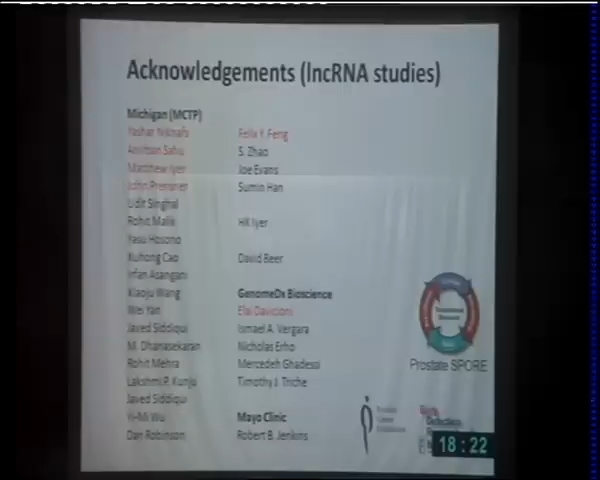 Acknowledgements (lncRNA studies)
Michigan (MCTP)
Yashar Niknafs
Anirban Sahu
Matthew Iyer
John Prensner
Udit Singhal
Rohit Malik
Yasu Hosono
Xuhong Cao
Irfan Asangani
Xiaoju Wang
Wei Yan
Javed Siddiqui
M. Dhanasekaran
Rohit Mehra
Lakshmi P. Kunju
Javed Siddiqui
Yi-Mi Wu
Dan Robinson
Felix Y. Feng
S. Zhao
Joe Evans
Sumin Han
HK Iyer
David Beer
GenomeDx Bioscience
Elai Davicioni
Ismael A. Vergara
Nicholas Erho
Mercedeh Ghadessi
Timothy J. Triche
Mayo Clinic
Robert B. Jenkins
Prostate SPORE
Prostate
Cancer
Foundation
18:22